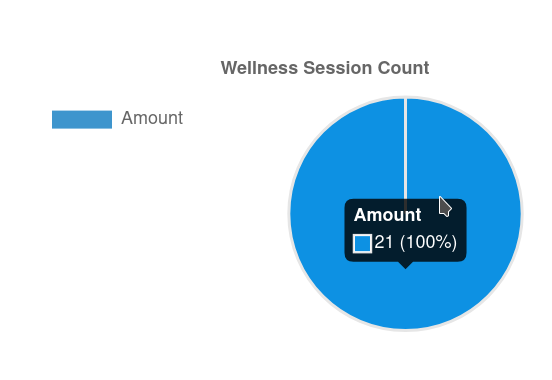 Wellness Session Count
Amount
Amount
21 (100%)